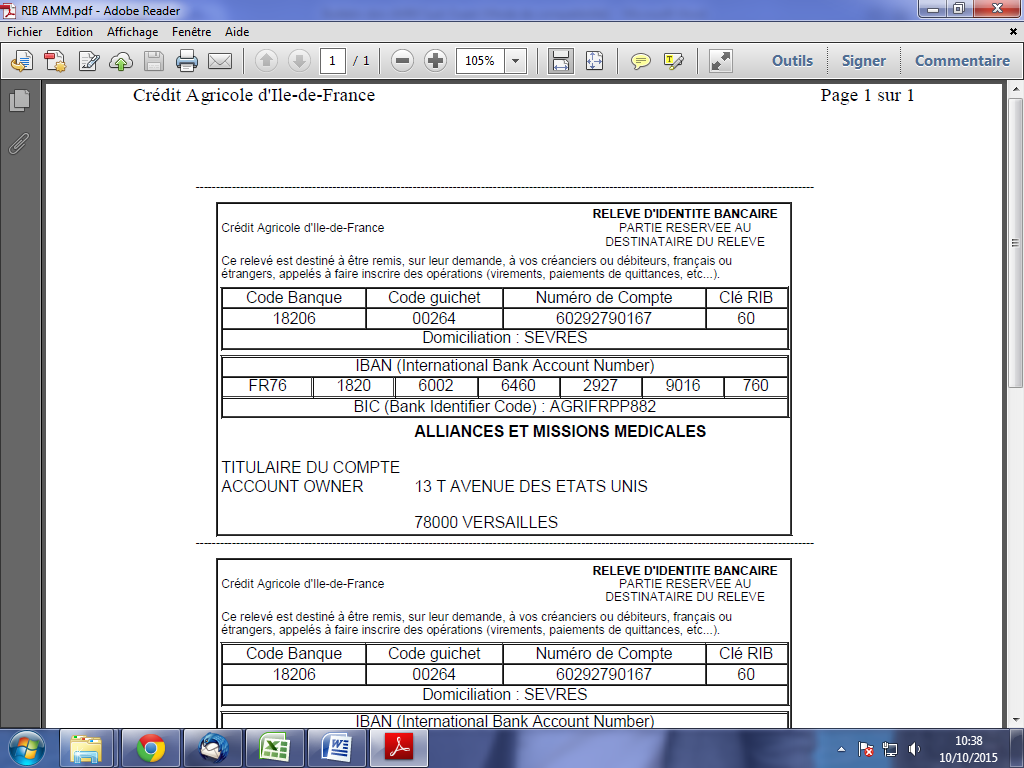 RIB AMM.pdf - Adobe Reader
Fichier Edition Affichage Fenêtre Aide
1 / 1 105% Outils Signer Commentaire
Crédit Agricole d'Ile-de-France Page 1 sur 1
RELEVE D'IDENTITE BANCAIRE
Crédit Agricole d'Ile-de-France PARTIE RESERVEE AU
DESTINATAIRE DU RELEVE
Ce relevé est destiné à être remis, sur leur demande, à vos créanciers ou débiteurs, français ou
étrangers, appelés à faire inscrire des opérations (virements, paiements de quittances, etc...).
Code Banque Code guichet Numéro de Compte Clé RIB
18206 00264 60292790167 60
Domiciliation : SEVRES
IBAN (International Bank Account Number)
FR76 1820 6002 6460 2927 9016 760
BIC (Bank Identifier Code) : AGRIFRPP882
ALLIANCES ET MISSIONS MEDICALES
TITULAIRE DU COMPTE
ACCOUNT OWNER 13 T AVENUE DES ETATS UNIS
78000 VERSAILLES
RELEVE D'IDENTITE BANCAIRE
Crédit Agricole d'Ile-de-France PARTIE RESERVEE AU
DESTINATAIRE DU RELEVE
Ce relevé est destiné à être remis, sur leur demande, à vos créanciers ou débiteurs, français ou
étrangers, appelés à faire inscrire des opérations (virements, paiements de quittances, etc...).
Code Banque Code guichet Numéro de Compte Clé RIB
18206 00264 60292790167 60
Domiciliation : SEVRES
IBAN (International Bank Account Number)
10:38
10/10/2015